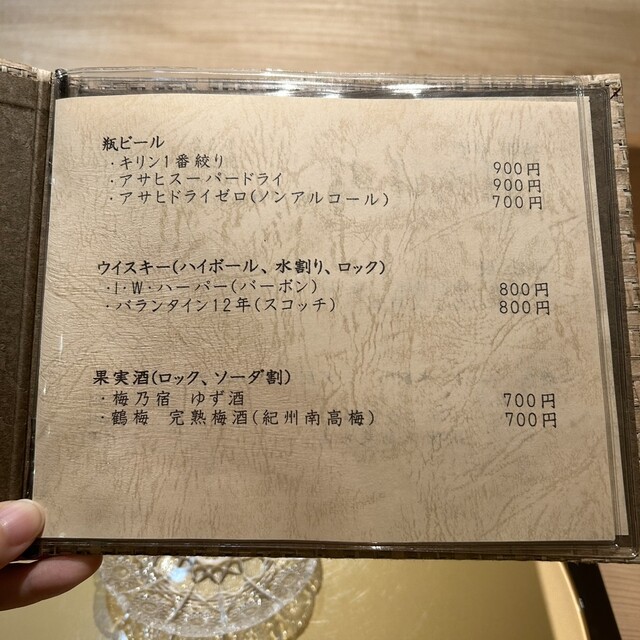 瓶ビール
・キリン1番絞り 900円
・アサヒスーパードライ 900円
・アサヒドライゼロ(ノンアルコール) 700円
ウイスキー(ハイボール、水割り、ロック)
・I・W・ハーパー(バーボン) 800円
・バランタイン12年(スコッチ) 800円
果実酒(ロック、ソーダ割)
・梅乃宿 ゆず酒 700円
・鶴梅 完熟梅酒(紀州南高梅) 700円